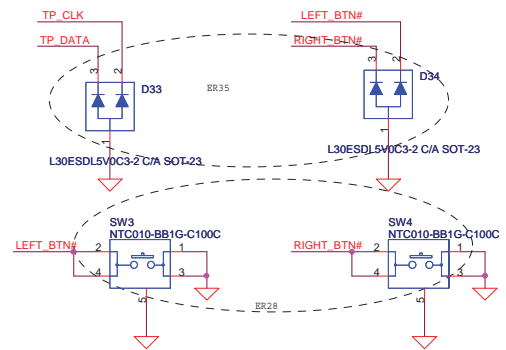 TP_CLK
LEFT_BTN#
TP_DATA
RIGHT_BTN#
3
2
3
2
D33
ER35
D34
1
1
L30ESDL5V0C3-2 C/A SOT-23
L30ESDL5V0C3-2 C/A SOT-23
SW3
NTC010-BB1G-C100C
SW4
NTC010-BB1G-C100C
LEFT_BTN#
2
1
RIGHT_BTN#
2
1
4
3
4
3
5
ER28
5